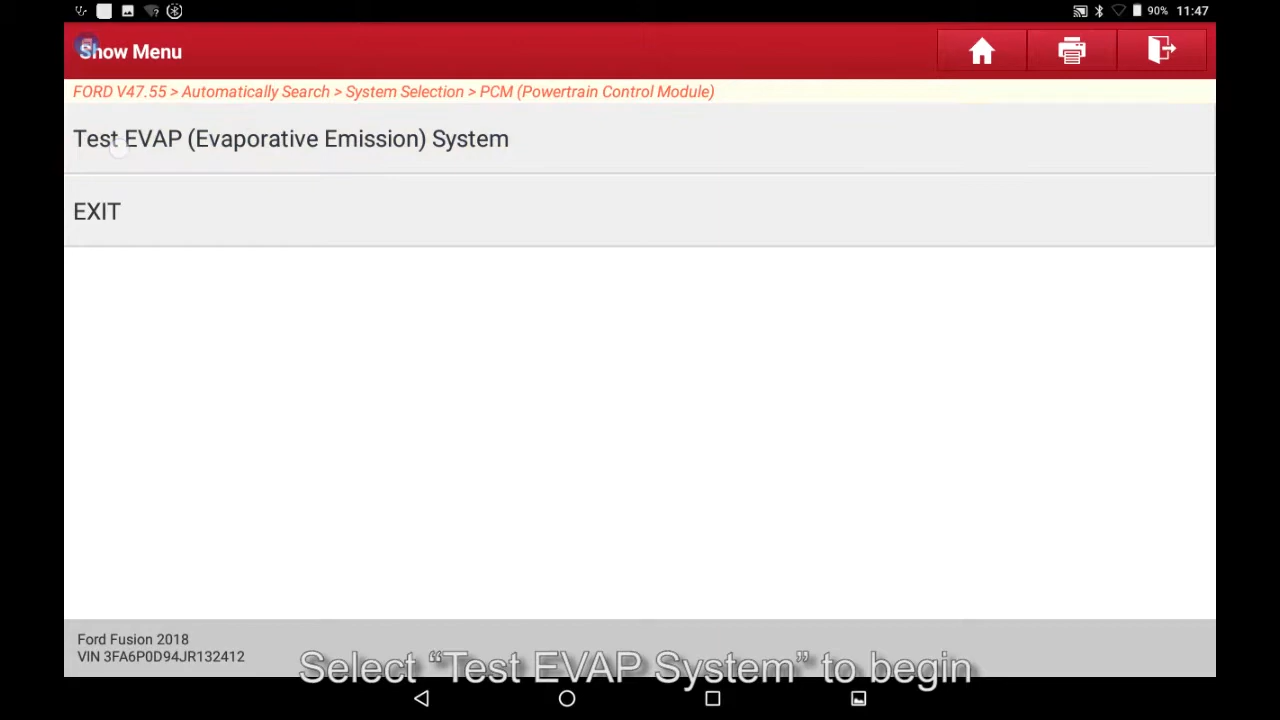 90% 11:47
Show Menu
FORD V47.55 > Automatically Search > System Selection > PCM (Powertrain Control Module)
Test EVAP (Evaporative Emission) System
EXIT
Ford Fusion 2018
VIN 3FA6P0D94JR132412
Select “Test EVAP System” to begin